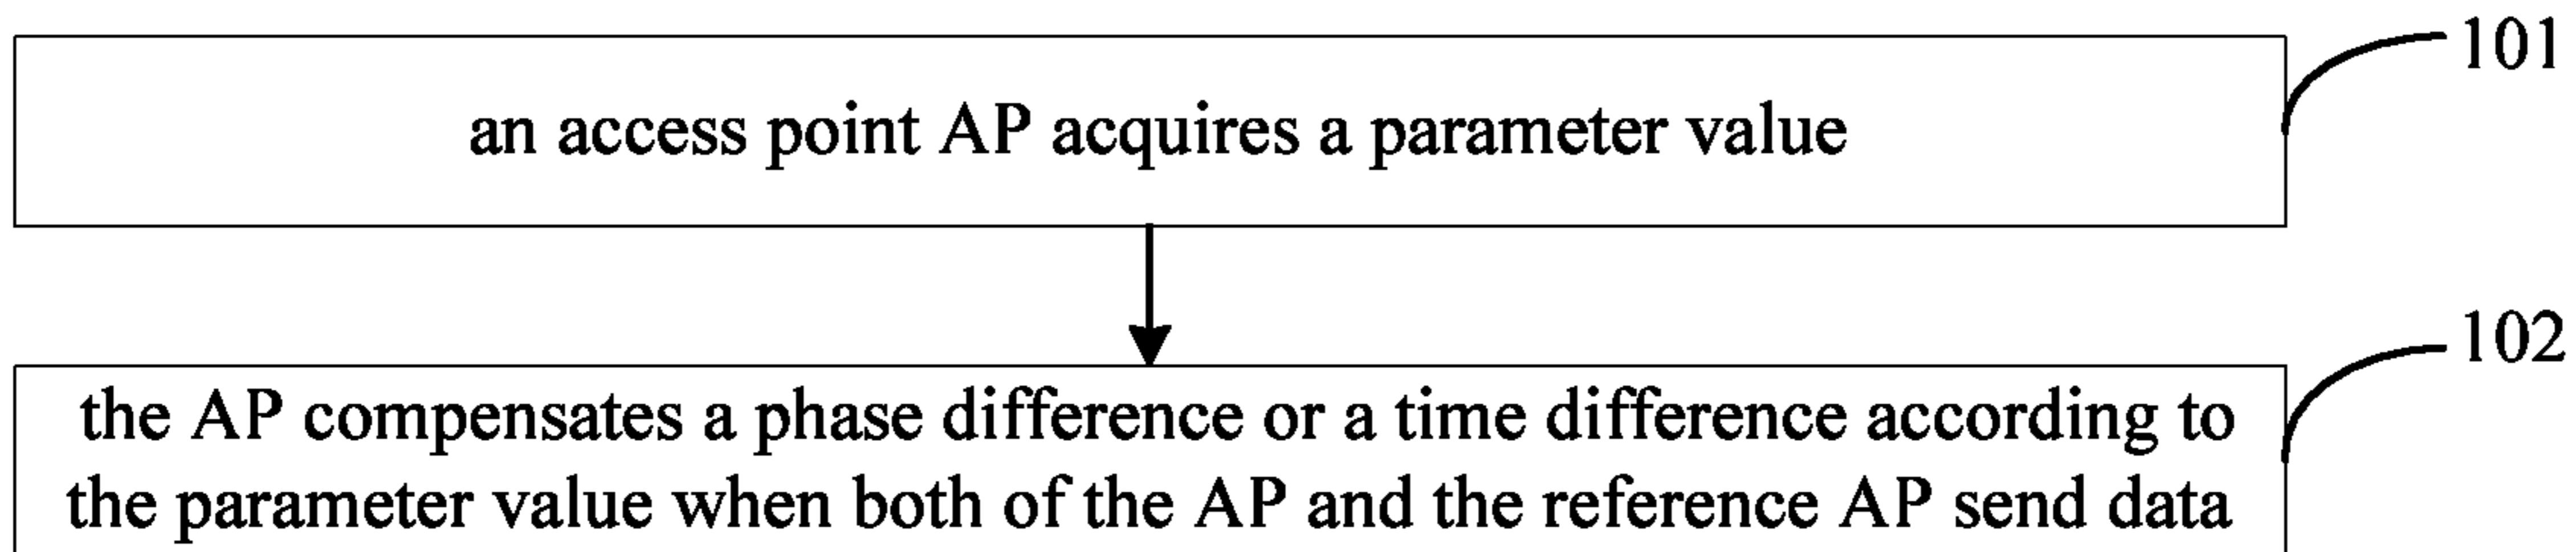 101
an access point AP acquires a parameter value
102
the AP compensates a phase difference or a time difference according to
the parameter value when both of the AP and the reference AP send data